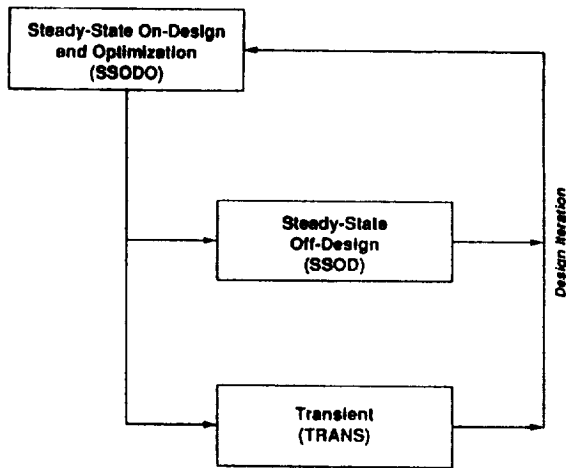 Steady-State On-Design
and Optimization
(SSODO)
Steady-State
Off-Design
(SSOD)
Design Iteration
Transient
(TRANS)